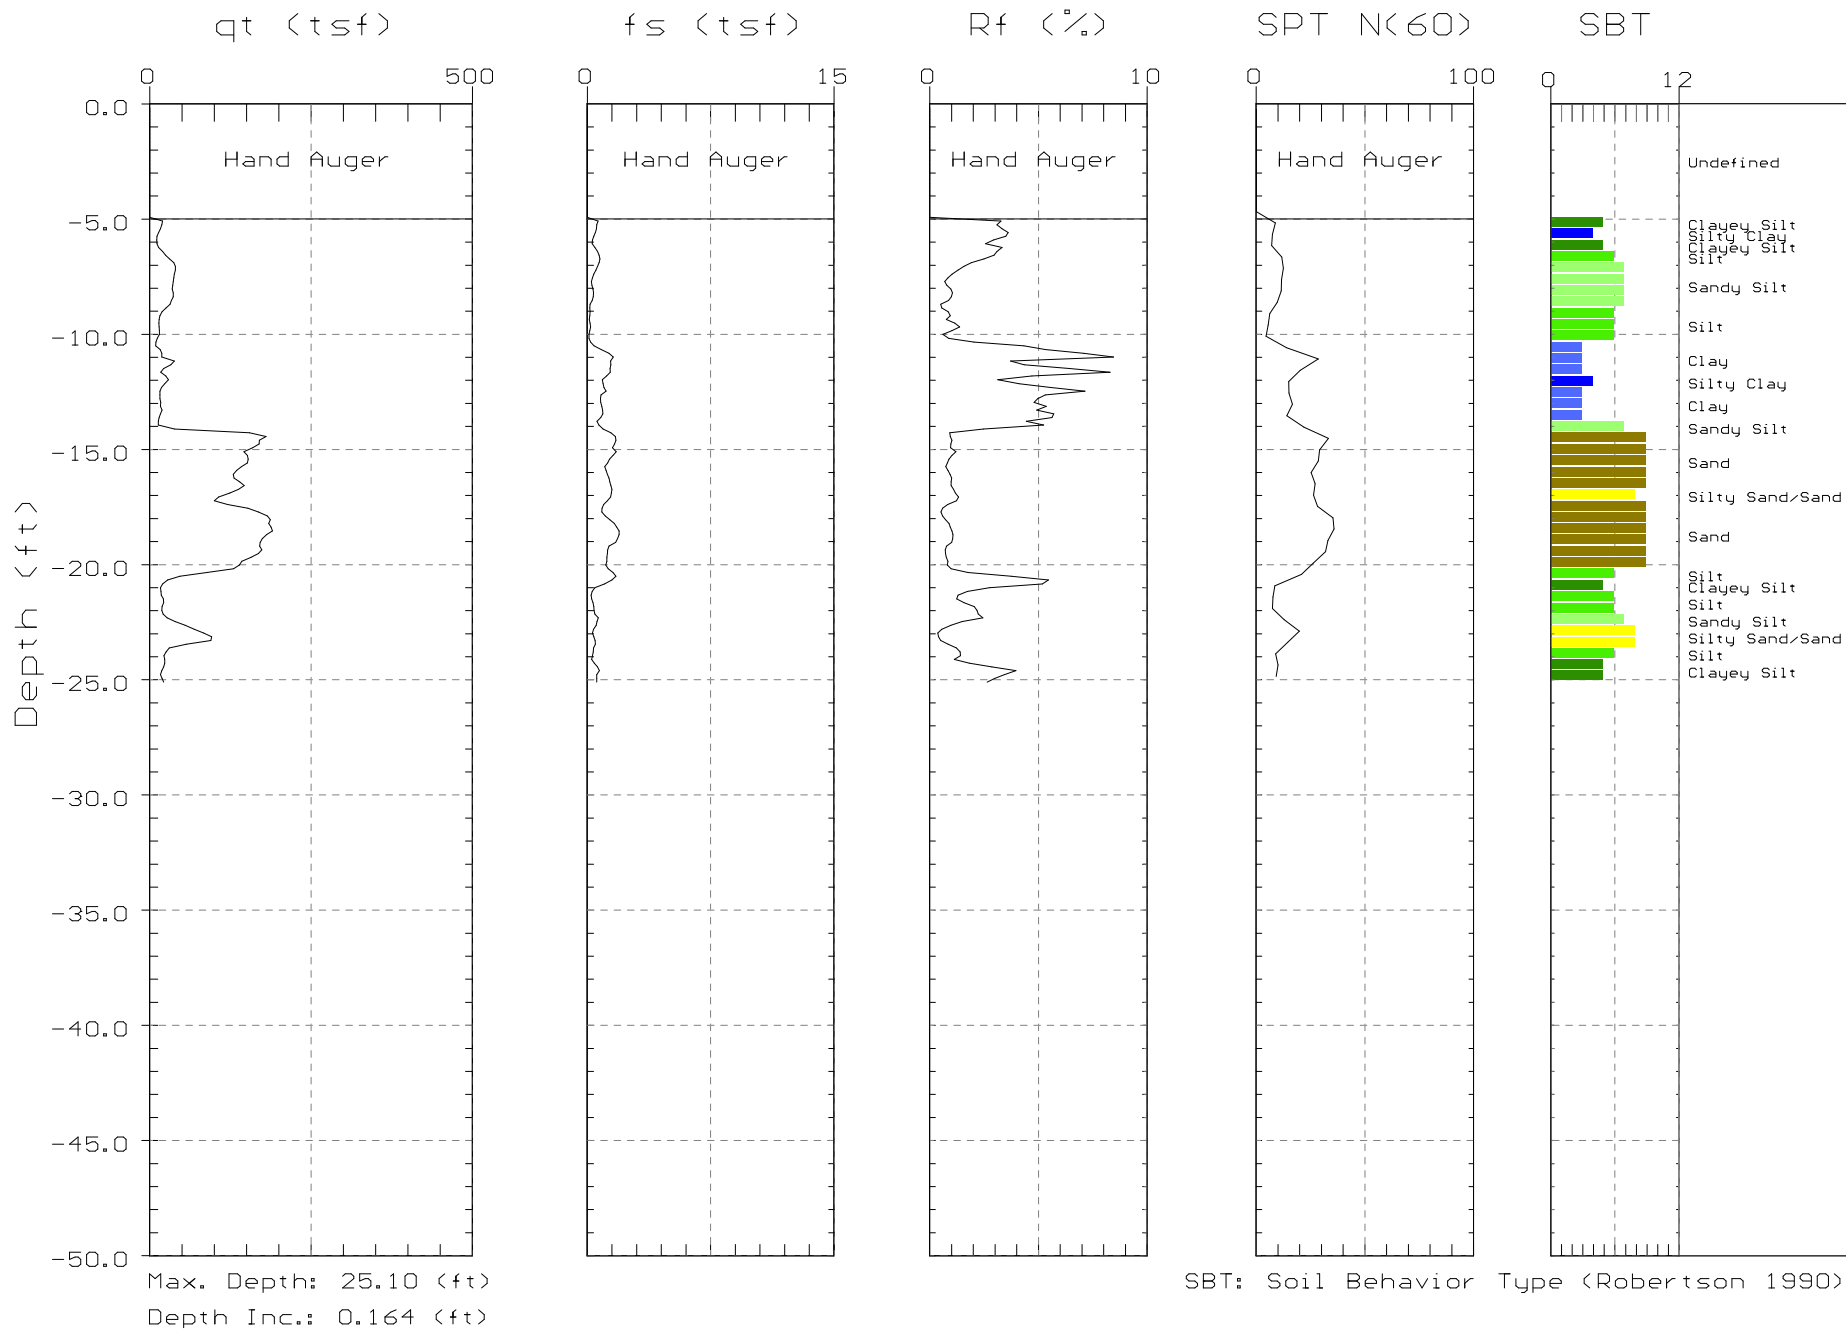 qt (tsf) fs (tsf) Rf (%) SPT N(60) SBT
0 500 0 15 0 10 0 100 0 12
0.0
Hand Auger Hand Auger Hand Auger Hand Auger Undefined
-5.0
Clayey Silt
Silty Clay
Clayey Silt
Silt
Sandy Silt
Silt
-10.0
Clay
Silty Clay
Clay
Sandy Silt
-15.0
Sand
Silty Sand/Sand
Sand
-20.0
Silt
Clayey Silt
Silt
Sandy Silt
Silty Sand/Sand
Silt
Clayey Silt
-25.0
Depth (ft)
-30.0
-35.0
-40.0
-45.0
-50.0
Max. Depth: 25.10 (ft) SBT: Soil Behavior Type (Robertson 1990)
Depth Inc.: 0.164 (ft)